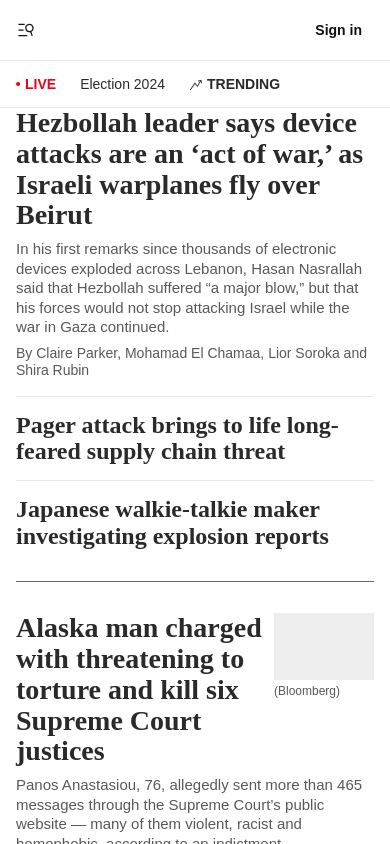 Sign in
LIVE
Election 2024
TRENDING
Hezbollah leader says device
attacks are an ‘act of war,’ as
Israeli warplanes fly over
Beirut
In his first remarks since thousands of electronic
devices exploded across Lebanon, Hasan Nasrallah
said that Hezbollah suffered “a major blow,” but that
his forces would not stop attacking Israel while the
war in Gaza continued.
By Claire Parker, Mohamad El Chamaa, Lior Soroka and
Shira Rubin
Pager attack brings to life long-
feared supply chain threat
Japanese walkie-talkie maker
investigating explosion reports
Alaska man charged
with threatening to
torture and kill six
Supreme Court
justices
(Bloomberg)
Panos Anastasiou, 76, allegedly sent more than 465
messages through the Supreme Court’s public
website — many of them violent, racist and
homophobic, according to an indictment